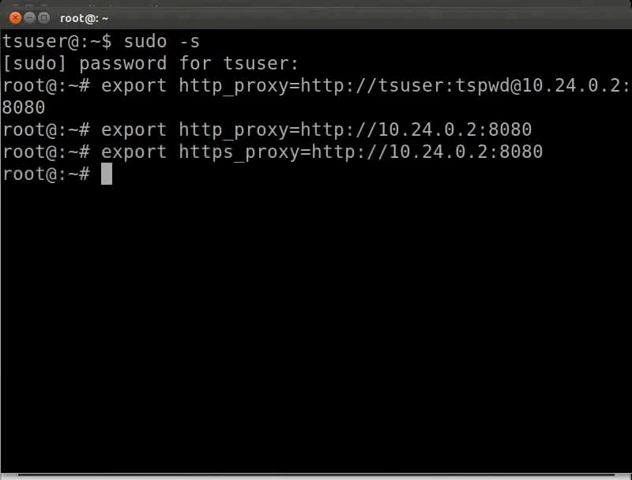 root@: ~
tsuser@:~$ sudo -s
[sudo] password for tsuser:
root@:~# export http_proxy=http://tsuser:tspwd@10.24.0.2:
8080
root@:~# export http_proxy=http://10.24.0.2:8080
root@:~# export https_proxy=http://10.24.0.2:8080
root@:~#